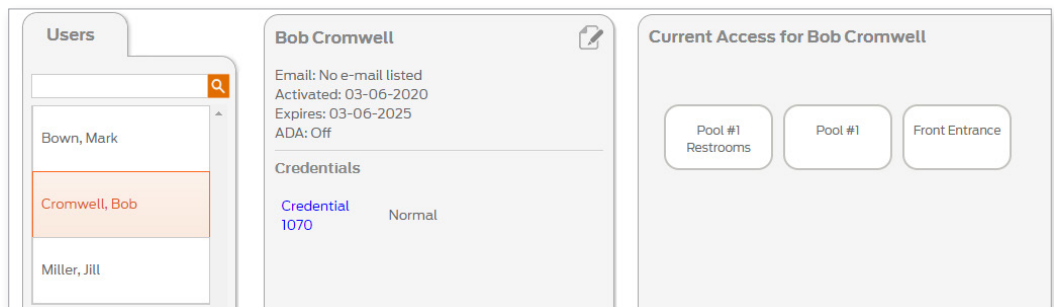 Users
Bown, Mark
Cromwell, Bob
Miller, Jill
Bob Cromwell
Email: No e-mail listed
Activated: 03-06-2020
Expires: 03-06-2025
ADA: Off
Credentials
Credential
1070
Normal
Current Access for Bob Cromwell
Pool #1
Restrooms
Pool #1
Front Entrance